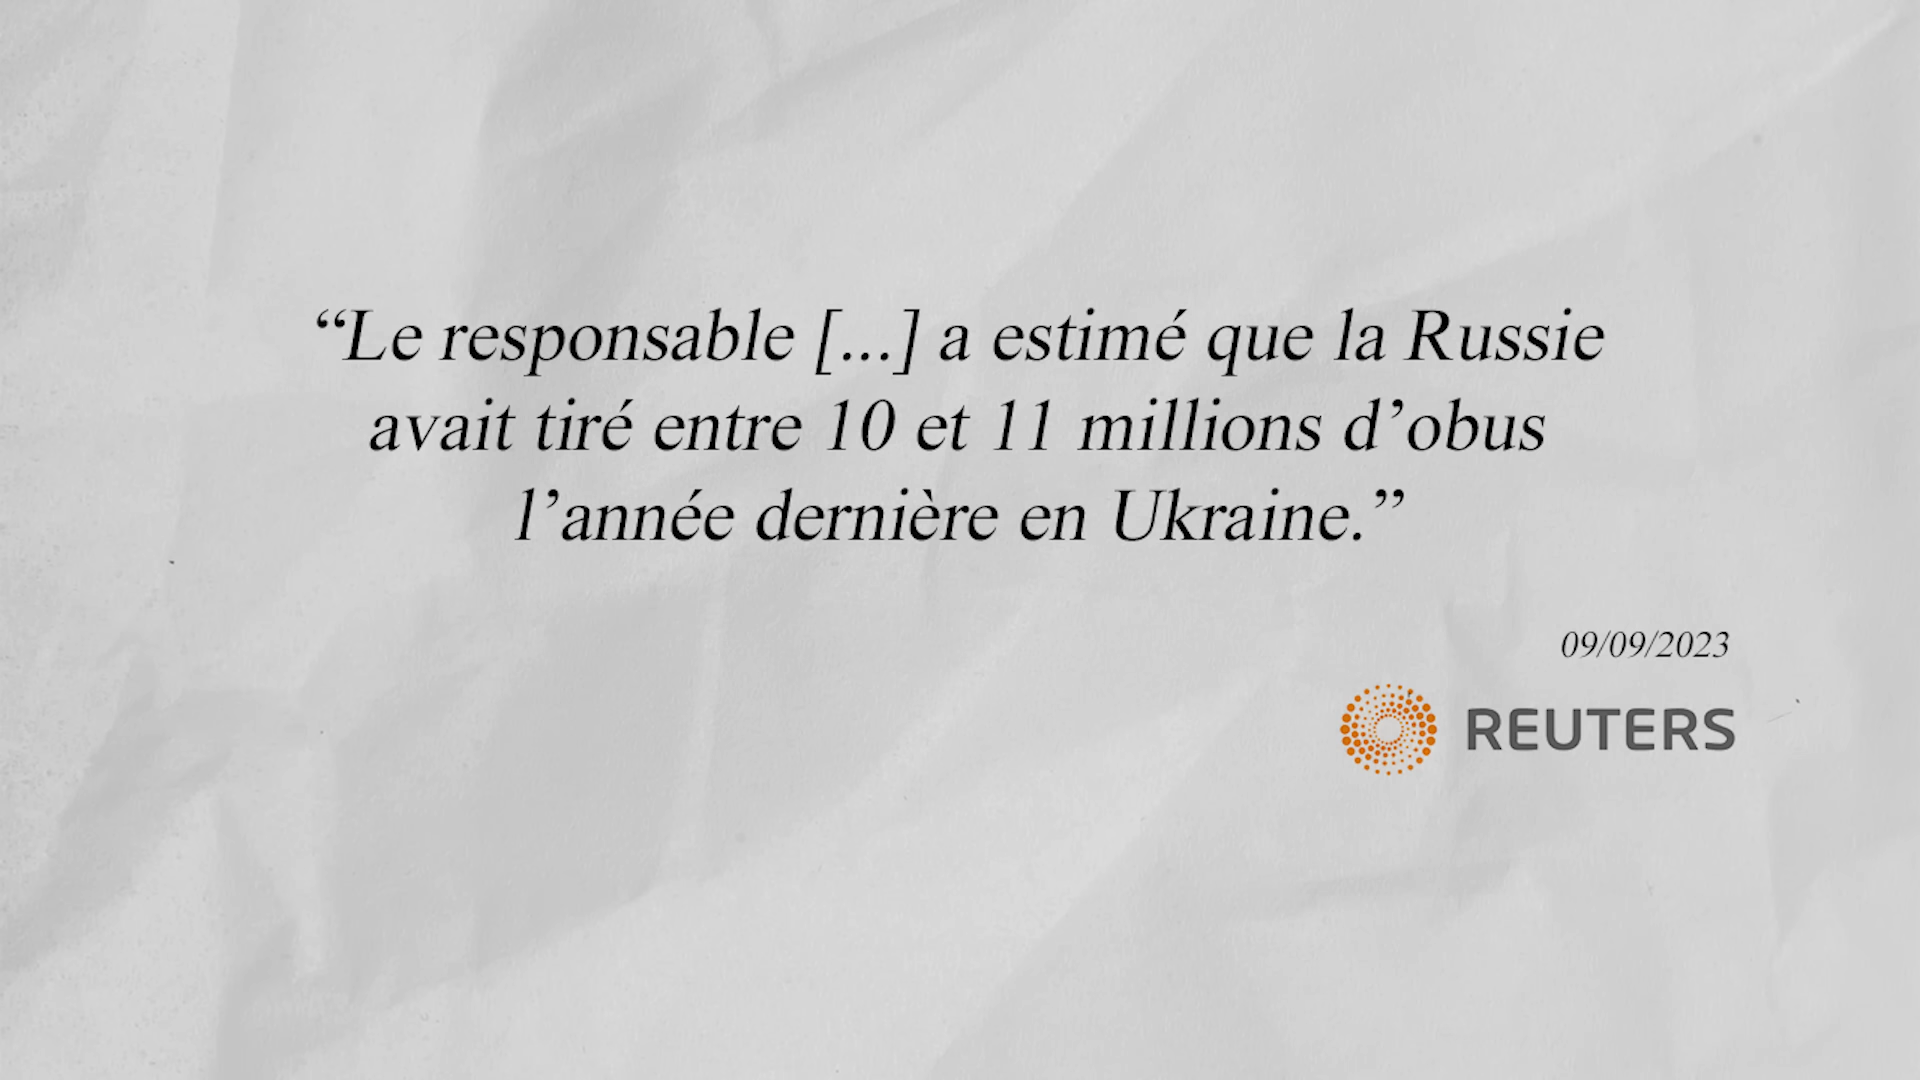 “Le responsable [...] a estimé que la Russie
avait tiré entre 10 et 11 millions d’obus
l’année dernière en Ukraine.”
09/09/2023
REUTERS